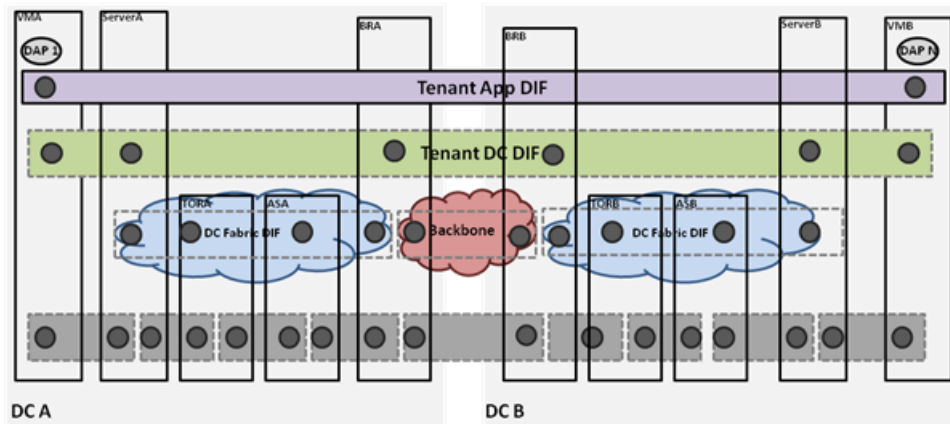 VMA
ServerA
BRA
BRB
ServerB
VMB
DAP 1
DAP N
Tenant App DIF
Tenant DC DIF
TORA
ASA
TORB
ASB
DC Fabric DIF
Backbone
DC Fabric DIF
DC A
DC B